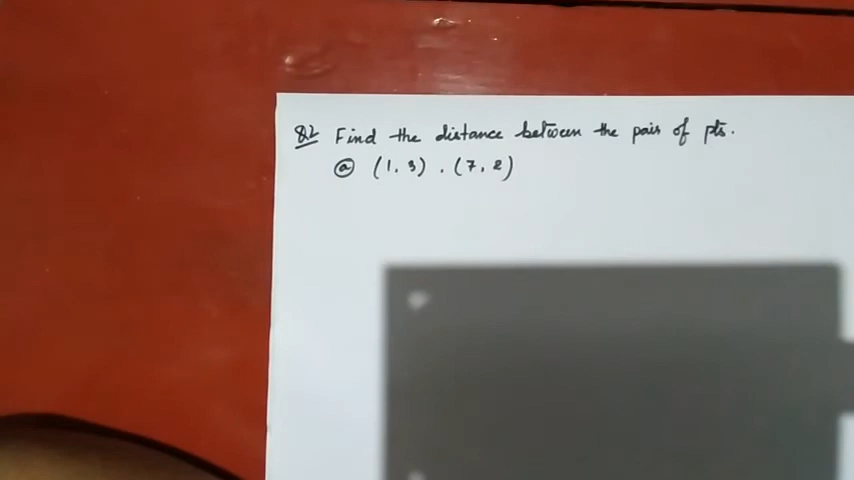 Q2 Find the distance between the pair of pts.
ⓐ (1, 3) . (7, 2)